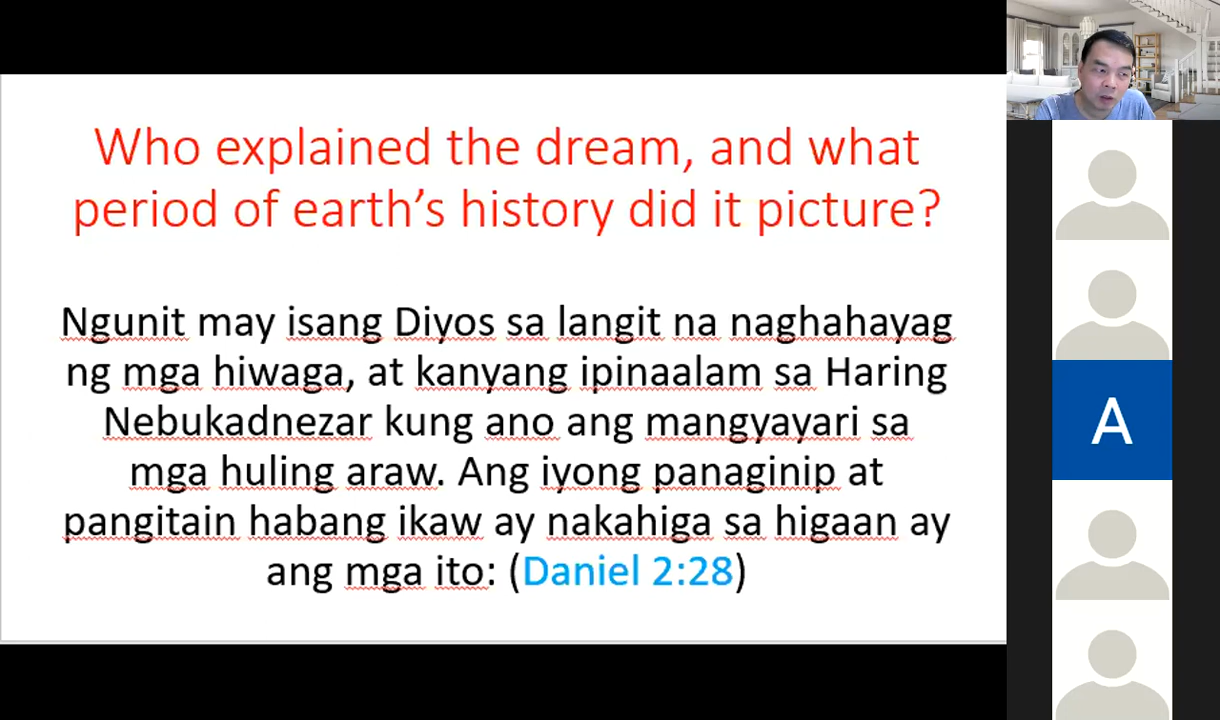 Who explained the dream, and what
period of earth’s history did it picture?
Ngunit may isang Diyos sa langit na naghahayag
ng mga hiwaga, at kanyang ipinaalam sa Haring
Nebukadnezar kung ano ang mangyayari sa
mga huling araw. Ang iyong panaginip at
pangitain habang ikaw ay nakahiga sa higaan ay
ang mga ito: (Daniel 2:28)
A